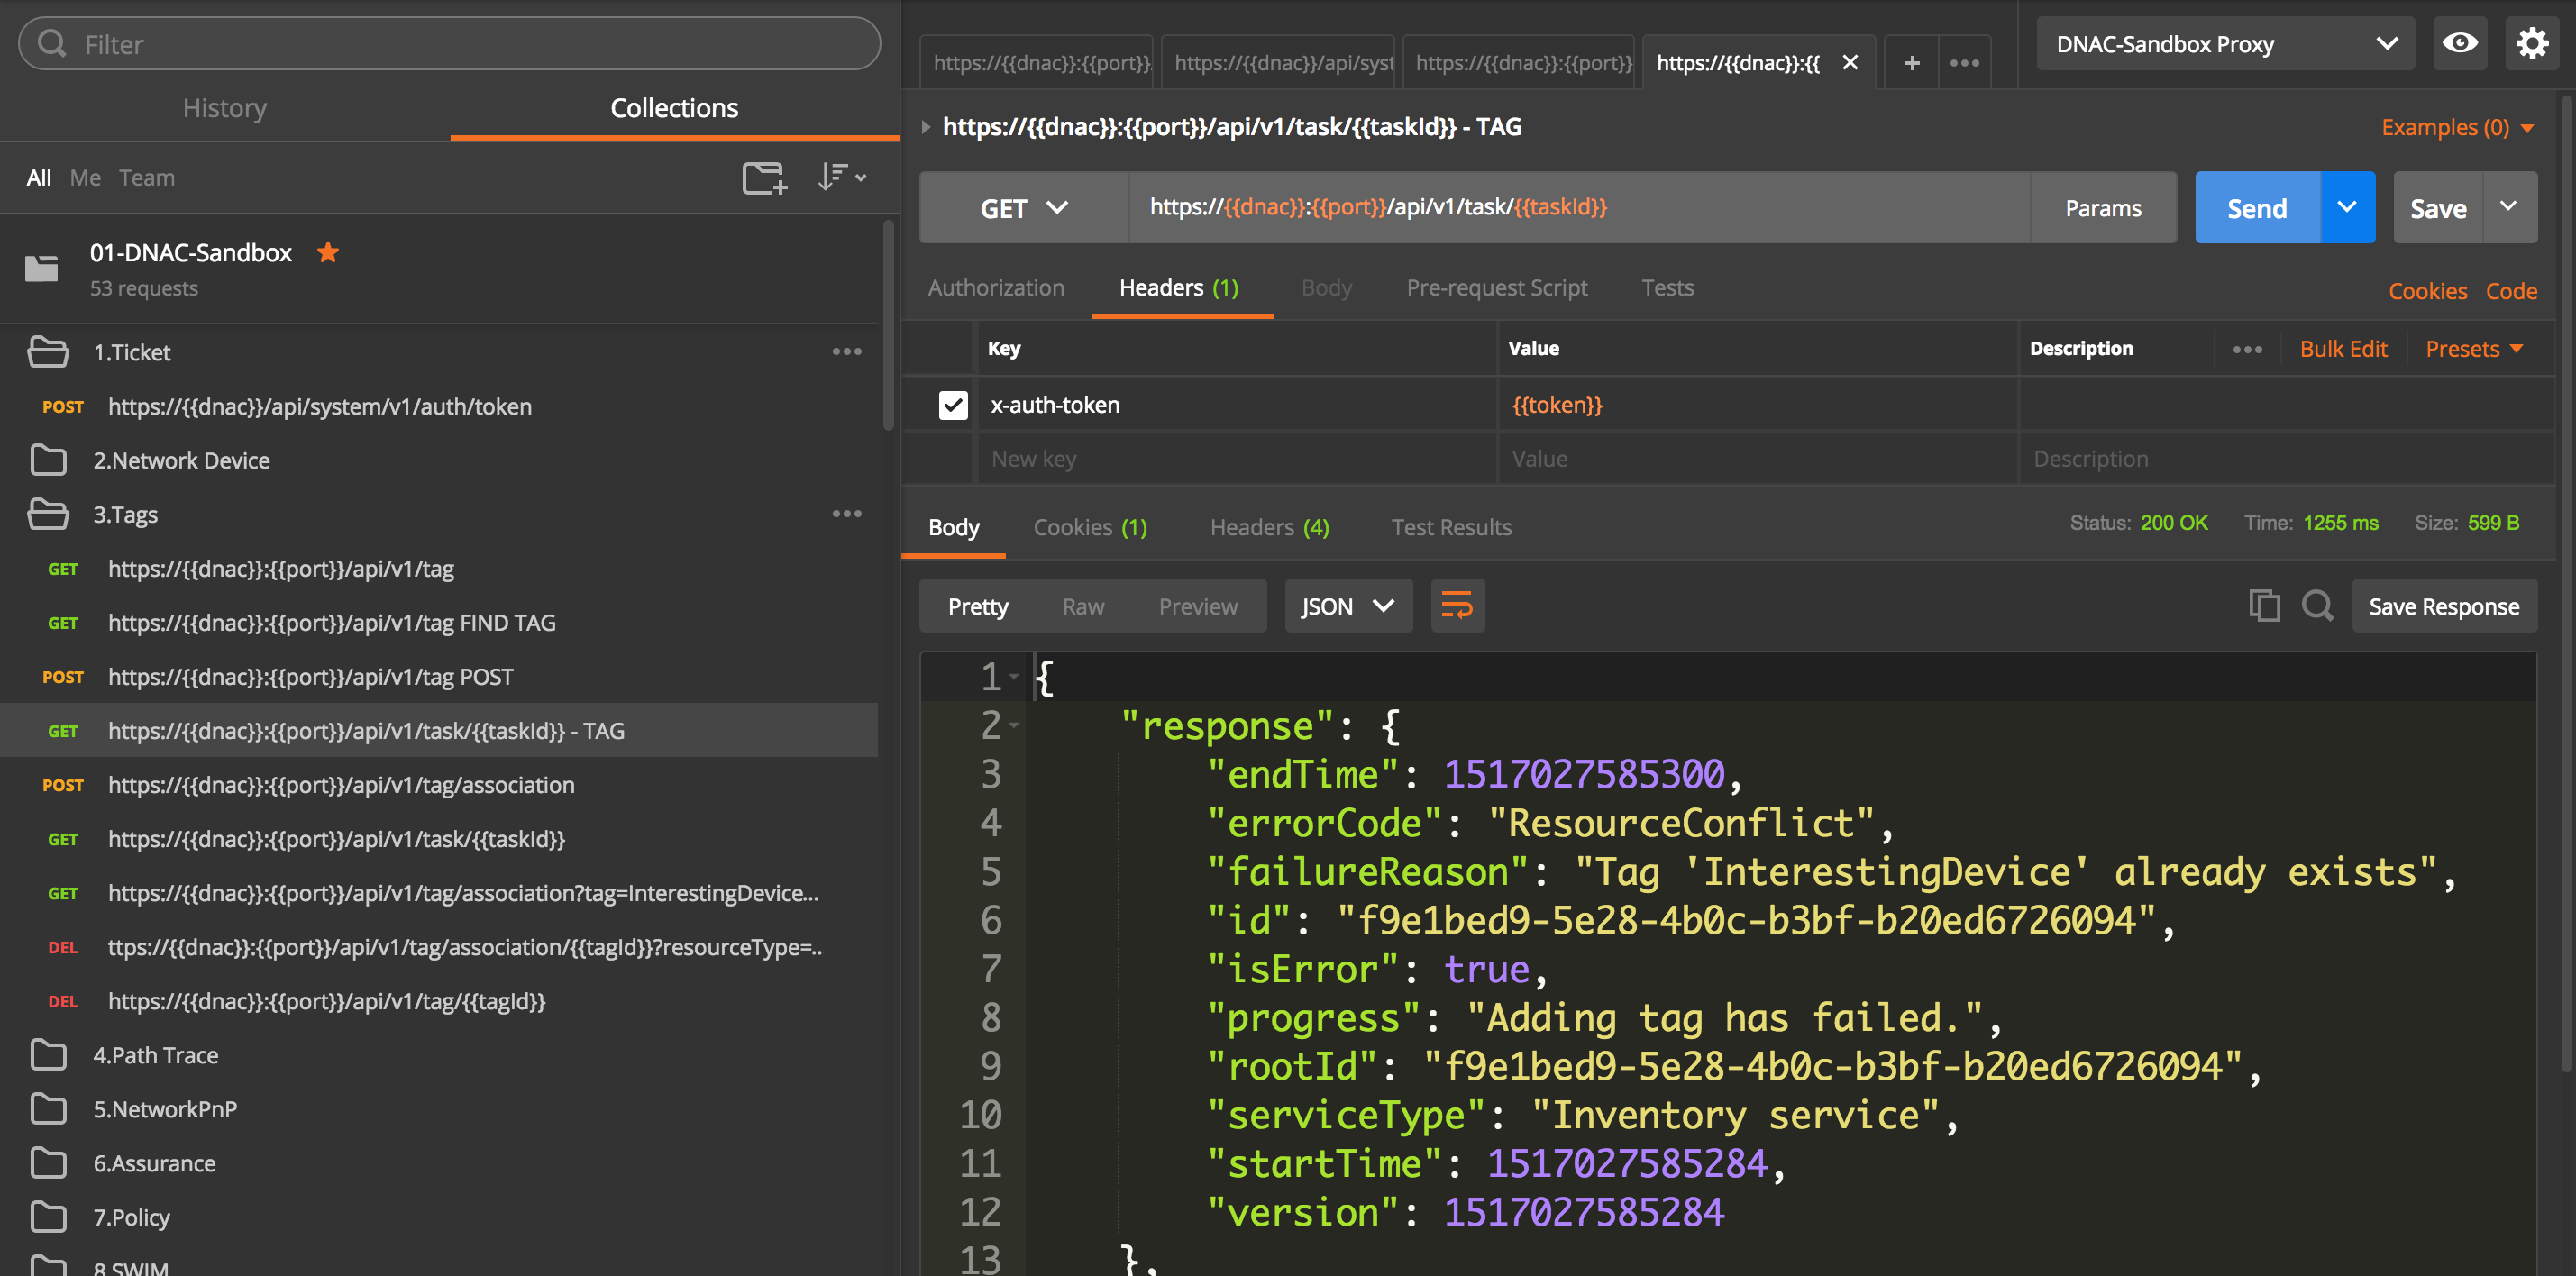 Filter
History Collections
All Me Team
01-DNAC-Sandbox
53 requests
1.Ticket
POST https://{{dnac}}/api/system/v1/auth/token
2.Network Device
3.Tags
GET https://{{dnac}}:{{port}}/api/v1/tag
GET https://{{dnac}}:{{port}}/api/v1/tag FIND TAG
POST https://{{dnac}}:{{port}}/api/v1/tag POST
GET https://{{dnac}}:{{port}}/api/v1/task/{{taskId}} - TAG
POST https://{{dnac}}:{{port}}/api/v1/tag/association
GET https://{{dnac}}:{{port}}/api/v1/task/{{taskId}}
GET https://{{dnac}}:{{port}}/api/v1/tag/association?tag=InterestingDevice...
DEL ttps://{{dnac}}:{{port}}/api/v1/tag/association/{{tagId}}?resourceType=..
DEL https://{{dnac}}:{{port}}/api/v1/tag/{{tagId}}
4.Path Trace
5.NetworkPnP
6.Assurance
7.Policy
8.SWIM
https://{{dnac}}:{{port}} https://{{dnac}}/api/syst https://{{dnac}}:{{port}} https://{{dnac}}:{{
DNAC-Sandbox Proxy
https://{{dnac}}:{{port}}/api/v1/task/{{taskId}} - TAG
Examples (0)
GET https://{{dnac}}:{{port}}/api/v1/task/{{taskId}} Params Send Save
Authorization Headers (1) Body Pre-request Script Tests Cookies Code
Key Value Description Bulk Edit Presets
x-auth-token {{token}}
New key Value Description
Body Cookies (1) Headers (4) Test Results Status: 200 OK Time: 1255 ms Size: 599 B
Pretty Raw Preview JSON Save Response
1 {
2 "response": {
3 "endTime": 1517027585300,
4 "errorCode": "ResourceConflict",
5 "failureReason": "Tag 'InterestingDevice' already exists",
6 "id": "f9e1bed9-5e28-4b0c-b3bf-b20ed6726094",
7 "isError": true,
8 "progress": "Adding tag has failed.",
9 "rootId": "f9e1bed9-5e28-4b0c-b3bf-b20ed6726094",
10 "serviceType": "Inventory service",
11 "startTime": 1517027585284,
12 "version": 1517027585284
13 },